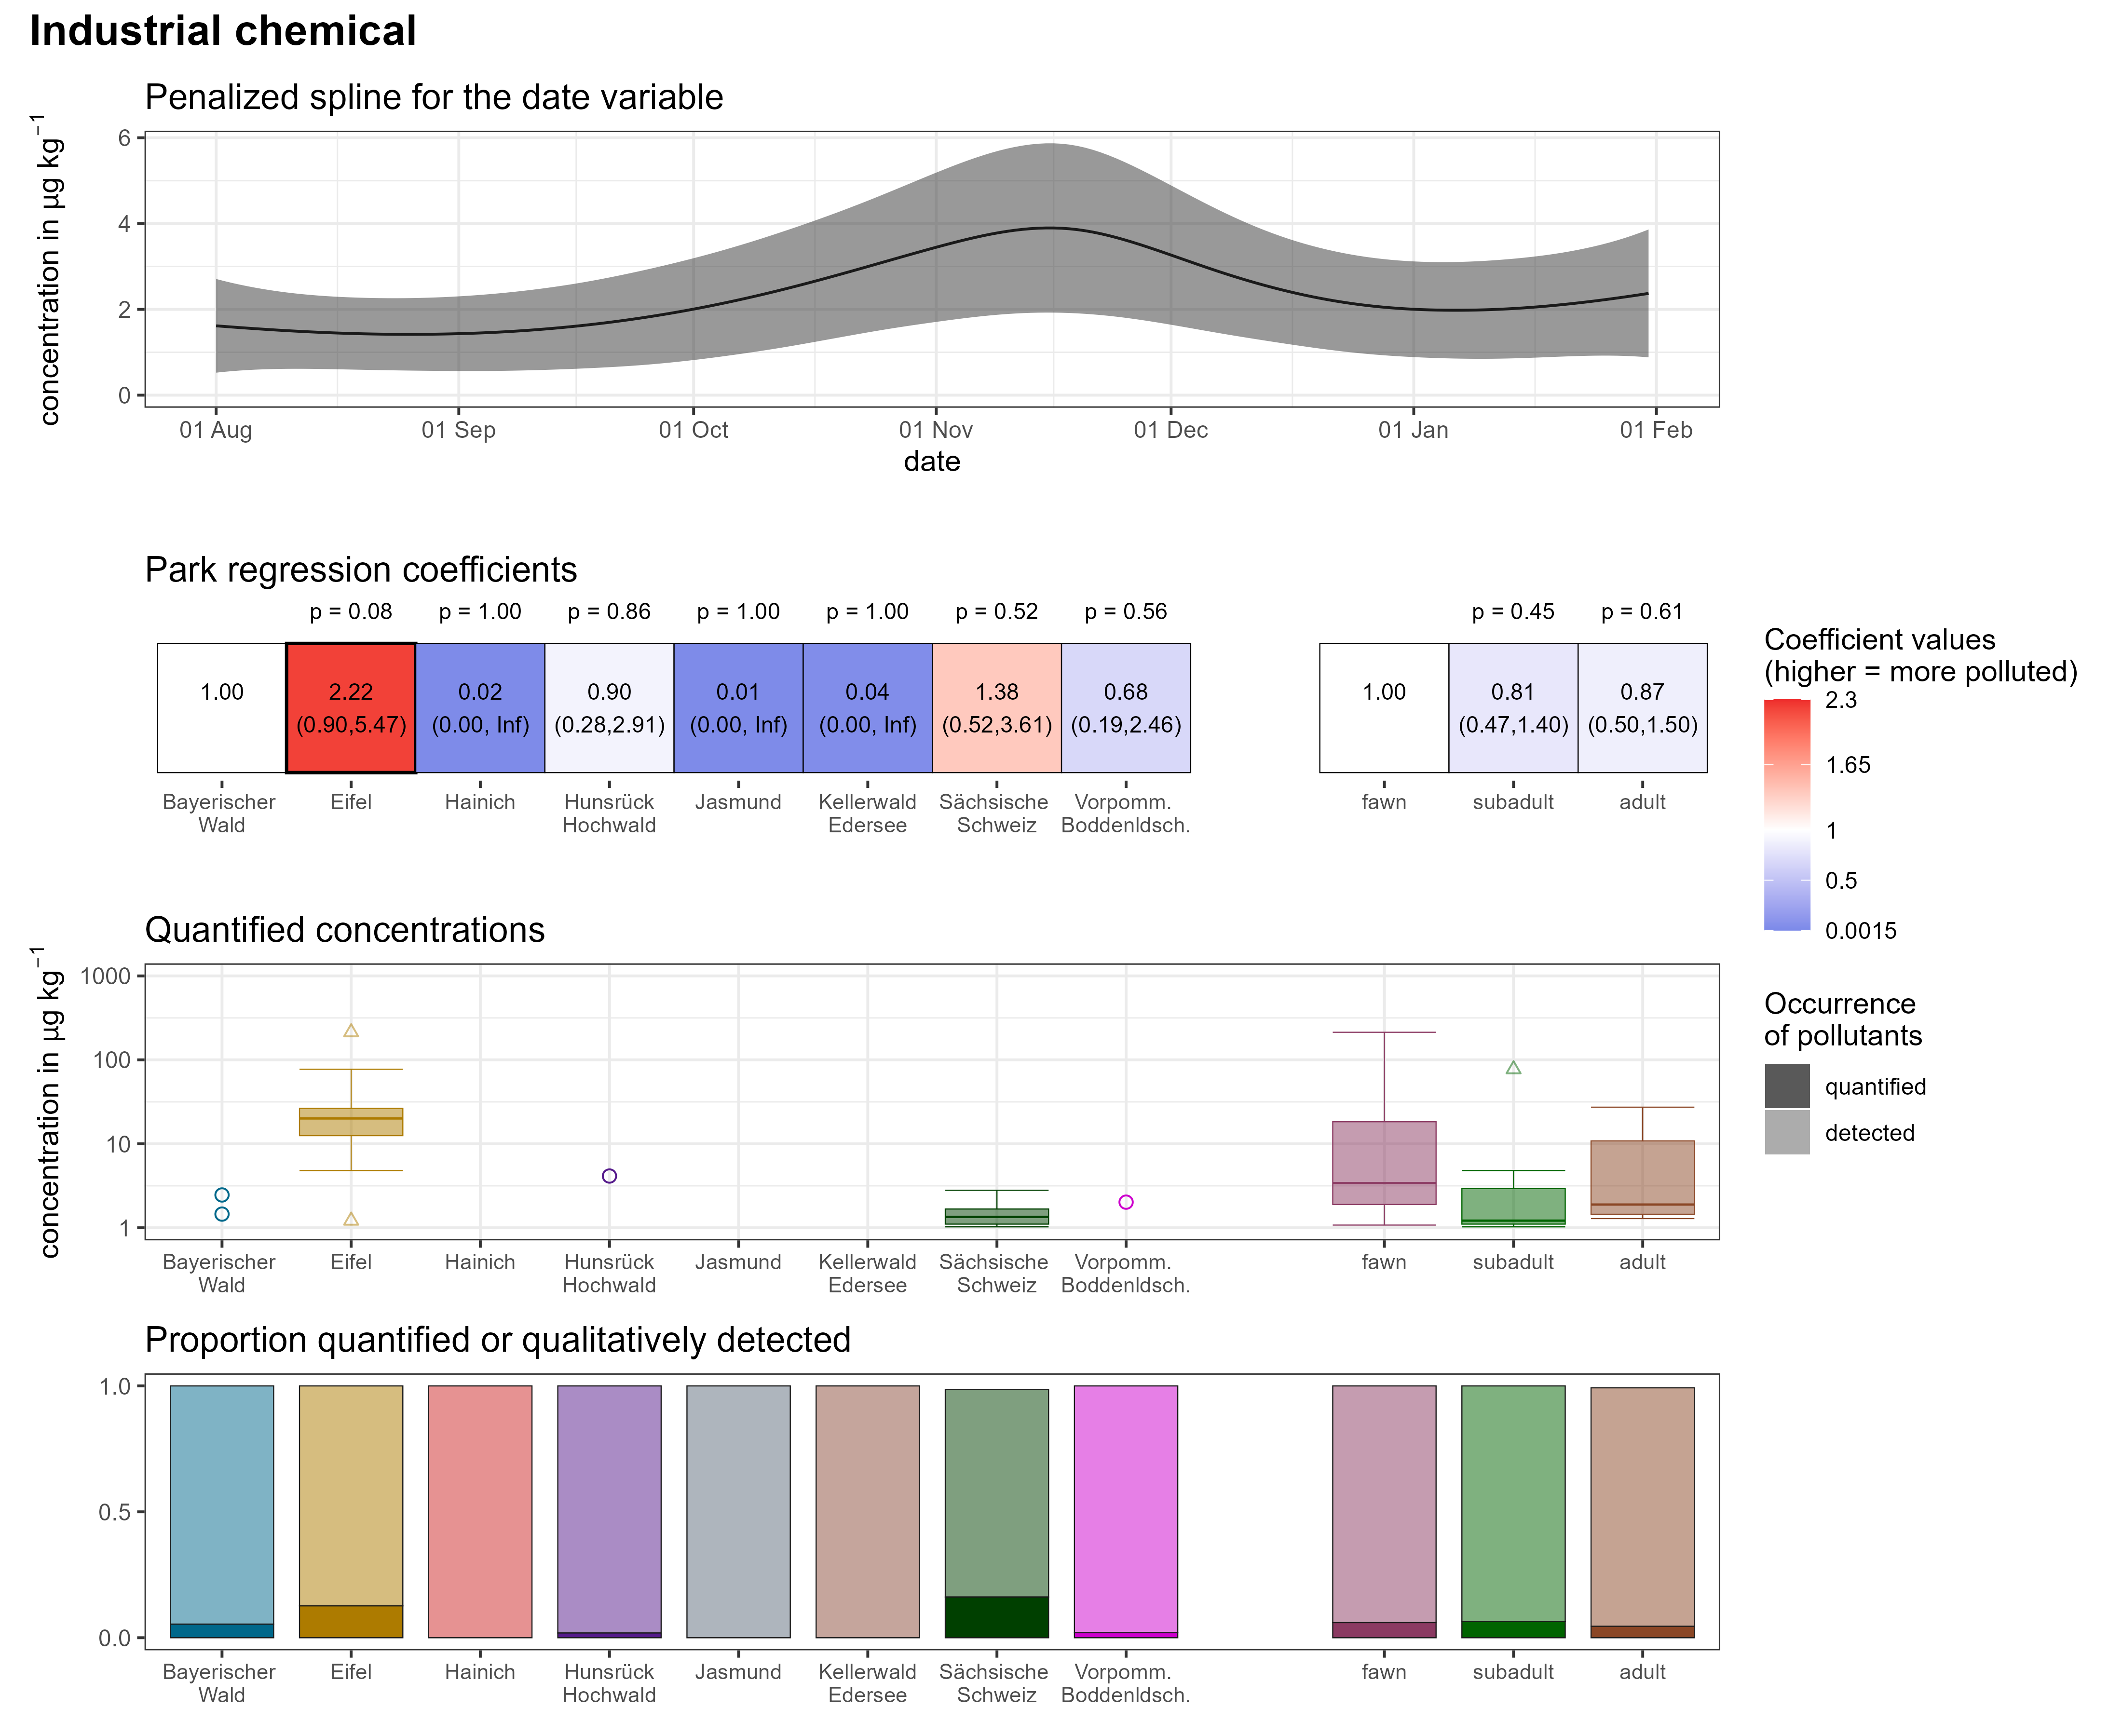 Industrial chemical
Penalized spline for the date variable
concentration in µg kg⁻¹
6
4
2
0
01 Aug 01 Sep 01 Oct 01 Nov 01 Dec 01 Jan 01 Feb
date
Park regression coefficients
p = 0.08 p = 1.00 p = 0.86 p = 1.00 p = 1.00 p = 0.52 p = 0.56 p = 0.45 p = 0.61
1.00 2.22 0.02 0.90 0.01 0.04 1.38 0.68 1.00 0.81 0.87
(0.90,5.47) (0.00, Inf) (0.28,2.91) (0.00, Inf) (0.00, Inf) (0.52,3.61) (0.19,2.46) (0.47,1.40) (0.50,1.50)
Bayerischer Eifel Hainich Hunsrück Jasmund Kellerwald Sächsische Vorpomm. fawn subadult adult
Wald Hochwald Edersee Schweiz Boddenldsch.
Coefficient values
(higher = more polluted)
2.3
1.65
1
0.5
0.0015
Quantified concentrations
concentration in µg kg⁻¹
1000
100
10
1
Bayerischer Eifel Hainich Hunsrück Jasmund Kellerwald Sächsische Vorpomm. fawn subadult adult
Wald Hochwald Edersee Schweiz Boddenldsch.
Occurrence
of pollutants
quantified
detected
Proportion quantified or qualitatively detected
1.0
0.5
0.0
Bayerischer Eifel Hainich Hunsrück Jasmund Kellerwald Sächsische Vorpomm. fawn subadult adult
Wald Hochwald Edersee Schweiz Boddenldsch.